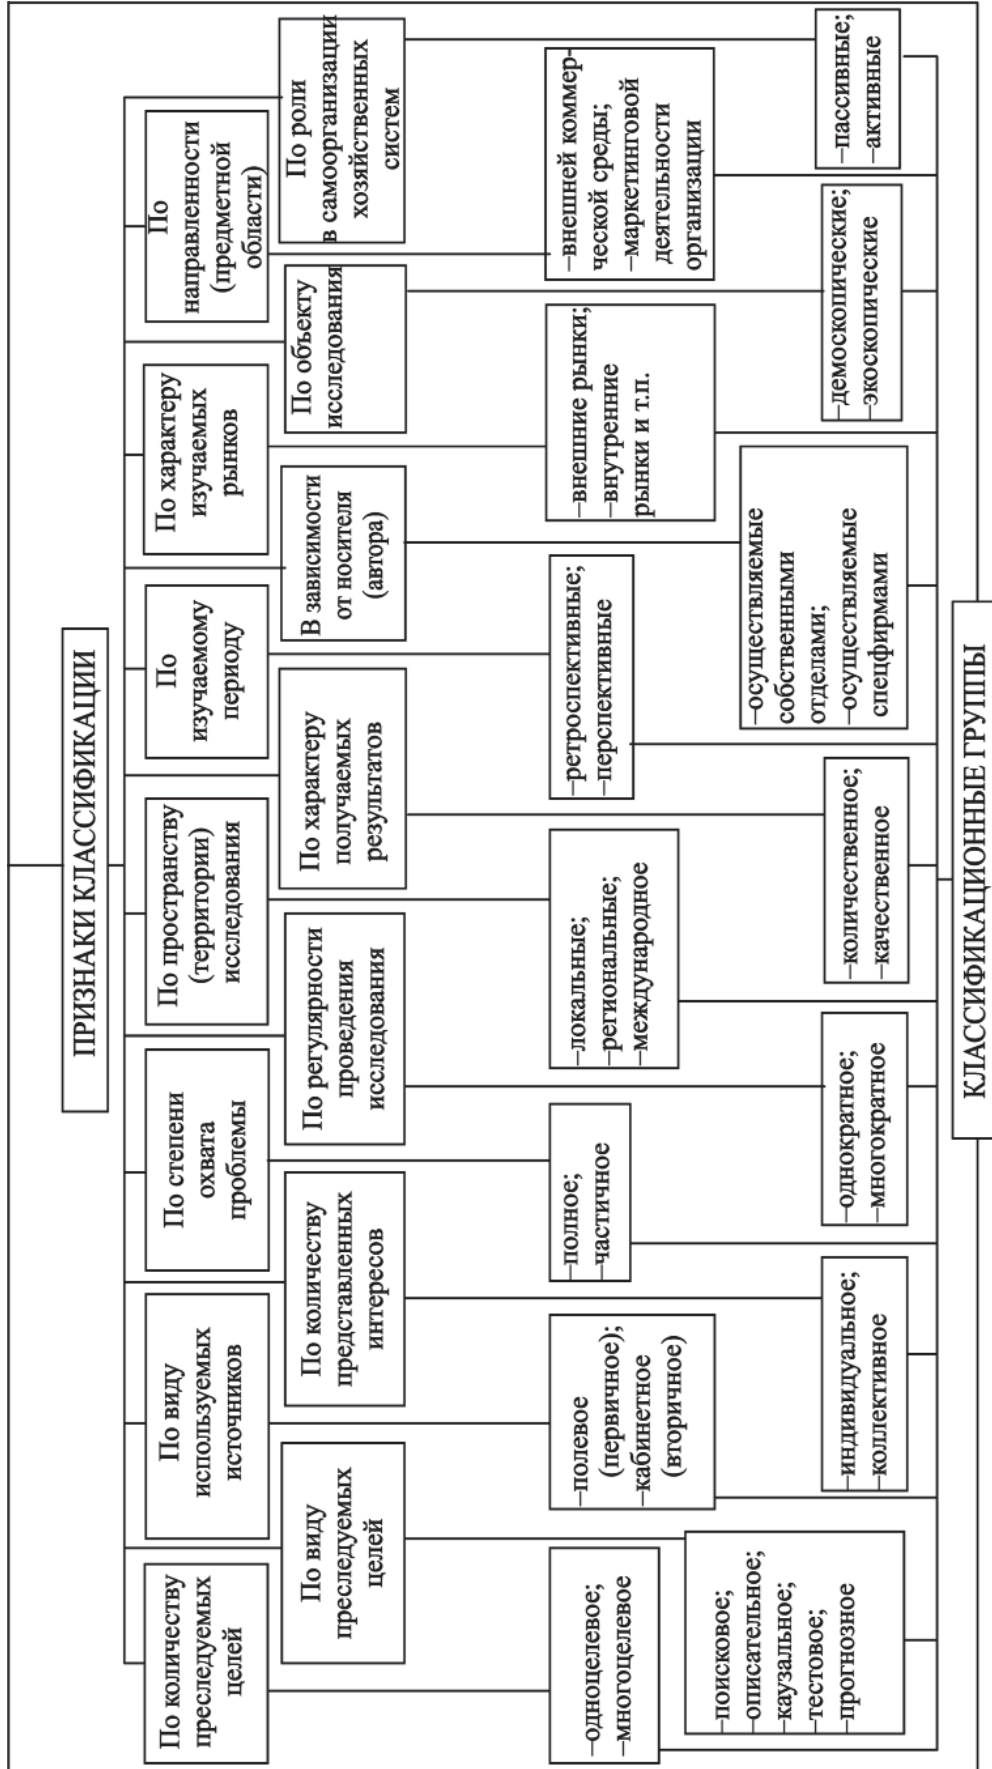 ПРИЗНАКИ КЛАССИФИКАЦИИ
По количеству
преследуемых
целей
По виду
используемых
источников
По степени
охвата
проблемы
По пространству
(территории)
исследования
По
изучаемому
периоду
По характеру
изучаемых
рынков
По
направленности
(предметной
области)
По виду
преследуемых
целей
По количеству
представленных
интересов
По регулярности
проведения
исследования
По характеру
получаемых
результатов
В зависимости
от носителя
(автора)
По объекту
исследования
По роли
в самоорганизации
хозяйственных
систем
–одноцелевое;
–многоцелевое
–полевое
(первичное);
–кабинетное
(вторичное)
–полное;
–частичное
–локальные;
–региональные;
–международное
–ретроспективные;
–перспективные
–внешние рынки;
–внутренние
рынки и т.п.
–внешней коммер-
ческой среды;
–маркетинговой
деятельности
организации
–поисковое;
–описательное;
–каузальное;
–тестовое;
–прогнозное
–индивидуальное;
–коллективное
–однократное;
–многократное
–количественное;
–качественное
–осуществляемые
собственными
отделами;
–осуществляемые
спецфирмами
–демоскопические;
–экоскопические
–пассивные;
–активные
КЛАССИФИКАЦИОННЫЕ ГРУППЫ